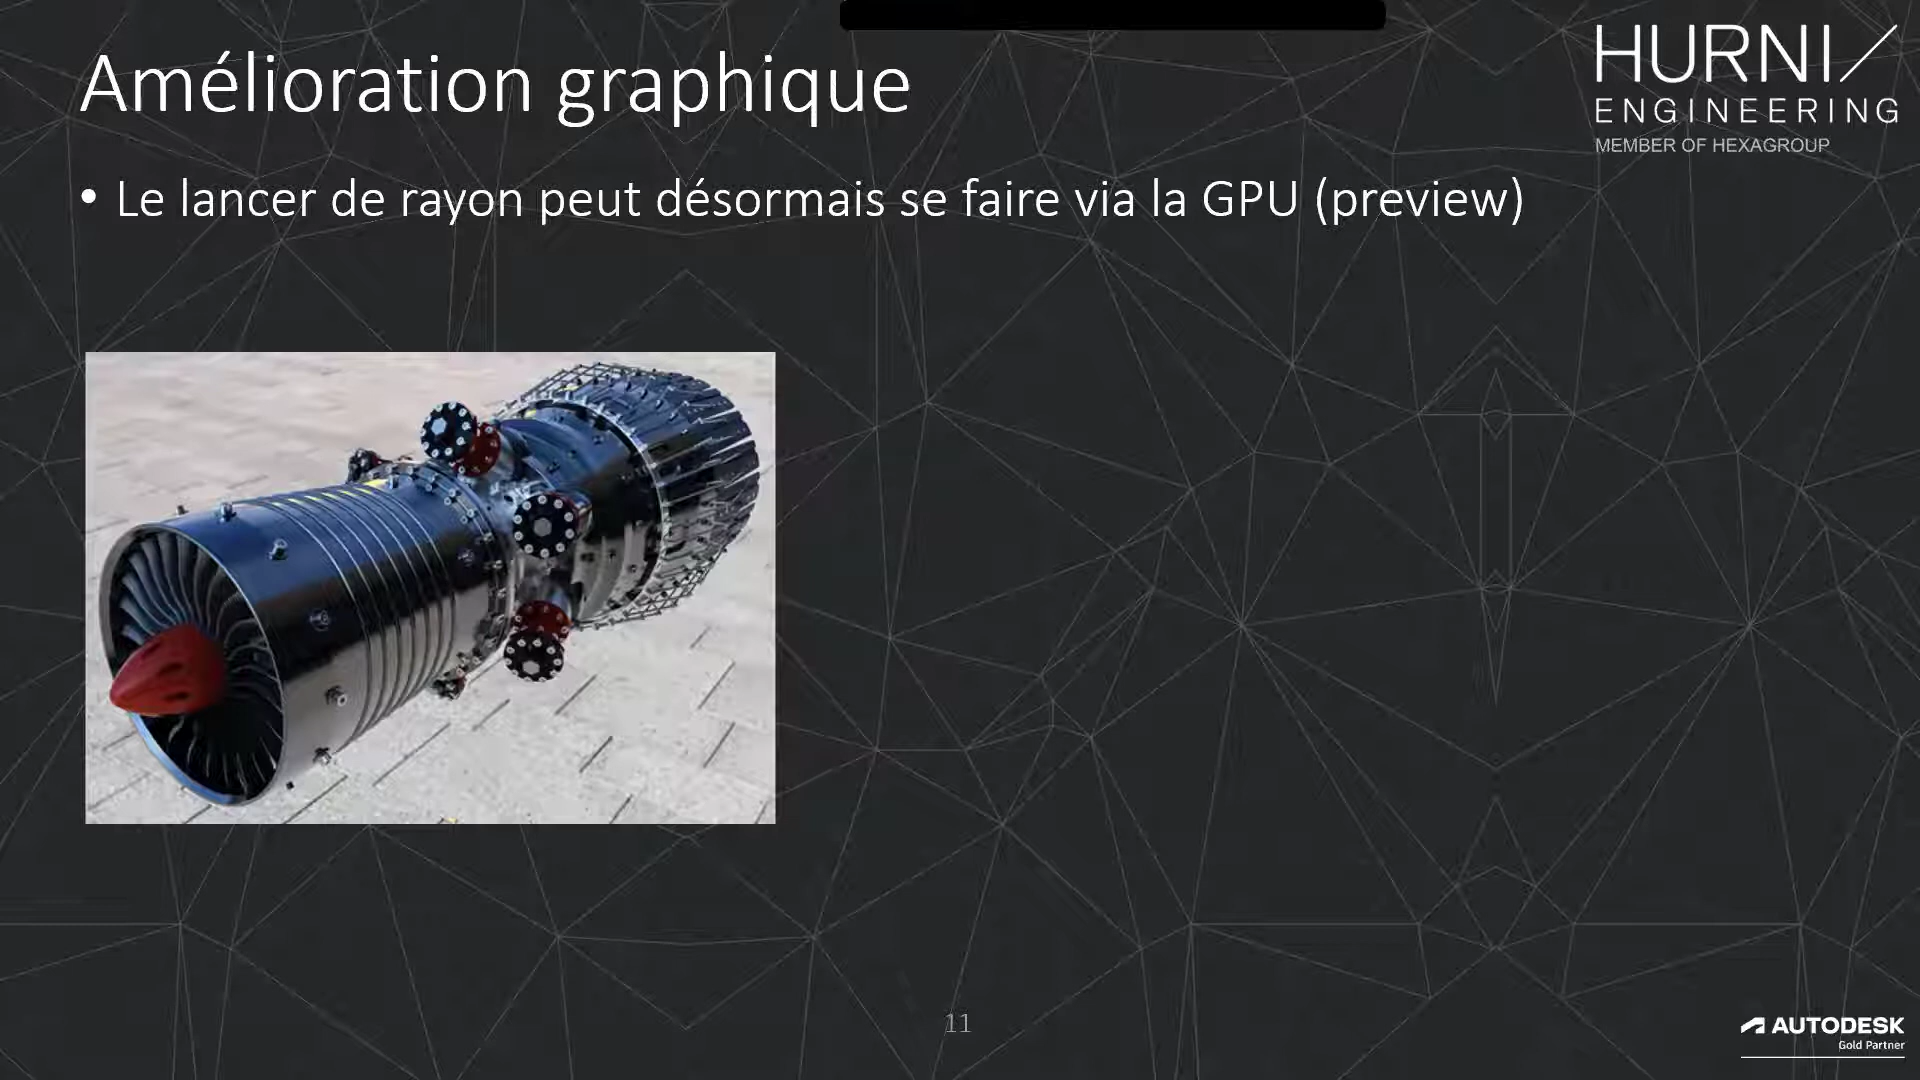 Amélioration graphique
HURNI
ENGINEERING
MEMBER OF HEXAGROUP
• Le lancer de rayon peut désormais se faire via la GPU (preview)
11
AUTODESK
Gold Partner